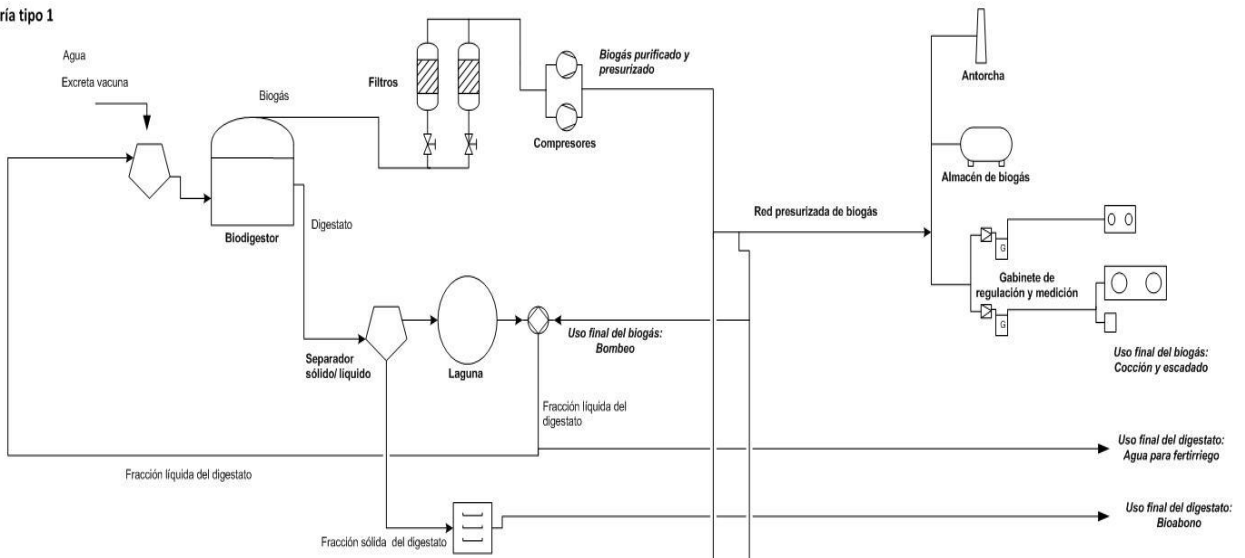 ría tipo 1
Agua
Excreta vacuna
Biogás
Filtros
Biogás purificado y
presurizado
Compresores
Antorcha
Almacén de biogás
Biodigestor
Digestato
Red presurizada de biogás
G
Gabinete de
regulación y medición
G
Separador
sólido/ líquido
Laguna
Uso final del biogás:
Bombeo
Uso final del biogás:
Cocción y escadado
Fracción líquida del
digestato
Fracción líquida del digestato
Uso final del digestato:
Agua para fertirriego
Fracción sólida del digestato
Uso final del digestato:
Bioabono